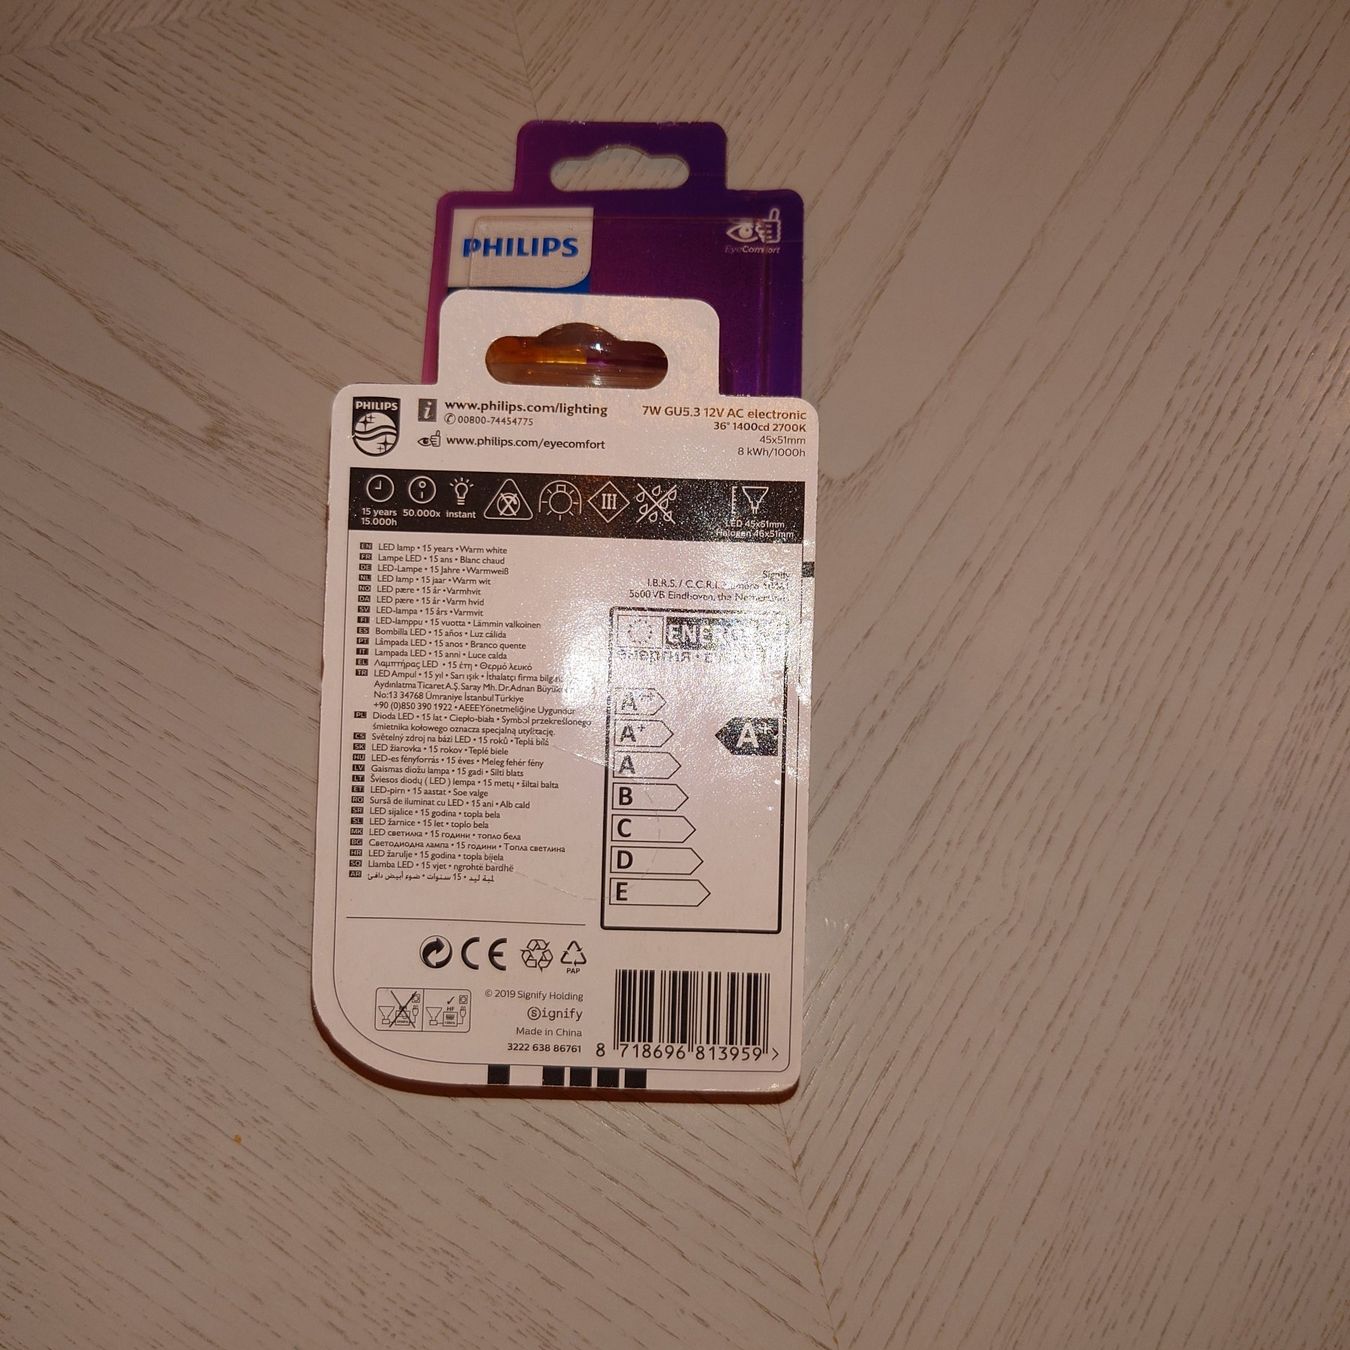 PHILIPS
EyeComfort
PHILIPS
i
www.philips.com/lighting
00800-74454775
www.philips.com/eyecomfort
7W GU5.3 12V AC electronic
36° 1400cd 2700K
45x51mm
8 kWh/1000h
15 years
15.000h
50.000x
instant
III
LED 45x51mm
Halogen 46x51mm
EN LED lamp • 15 years • Warm white
FR Lampe LED • 15 ans • Blanc chaud
DE LED-Lampe • 15 Jahre • Warmweiß
NL LED lamp • 15 jaar • Warm wit
NO LED pære • 15 år • Varmhvit
DA LED pære • 15 år • Varm hvid
SV LED-lampa • 15 års • Varmvit
FI LED-lamppu • 15 vuotta • Lämmin valkoinen
ES Bombilla LED • 15 años • Luz cálida
PT Lâmpada LED • 15 anos • Branco quente
IT Lampada LED • 15 anni • Luce calda
EL Λαμπτήρας LED • 15 έτη • Θερμό λευκό
TR LED Ampul • 15 yıl • Sarı ışık • İthalatçı firma
Aydınlatma Ticaret A.Ş. Saray Mh. Dr.Adnan
No:13 34768 Ümraniye İstanbul Türkiye
+90 (0)850 390 1922 • AEEE Yönetmeliğine Uygundur
PL Dioda LED • 15 lat • Ciepło-biała • Symbol przekreślonego
śmietnika kołowego oznacza specjalną utylizację.
CS Světelný zdroj na bázi LED • 15 roků • Teplá bílá
SK LED žiarovka • 15 rokov • Teplé biele
HU LED-es fényforrás • 15 éves • Meleg fehér fény
LV Gaismas diožu lampa • 15 gadi • Silti balts
LT Šviesos diodų ( LED ) lempa • 15 metų • šiltai balta
ET LED-pirn • 15 aastat • Soe valge
RO Sursă de iluminat cu LED • 15 ani • Alb cald
SR LED sijalice • 15 godina • topla bela
SL LED žarnice • 15 let • toplo bela
MK LED светилка • 15 години • топло бела
BG Светодиодна лампа • 15 години • Топла светлина
HR LED žarulje • 15 godina • topla bijela
SQ Llamba LED • 15 vjet • ngrohtë bardhë
AR لمبة ليد • 15 سنوات • ضوء أبيض دافئ
Signify
I.B.R.S. / C.C.R.I.
5600 VB Eindhoven, the Netherlands
A+
A
B
C
D
E
A+
PAP
HF
© 2019 Signify Holding
Signify
Made in China
3222 638 86761
8 718696 813959 >